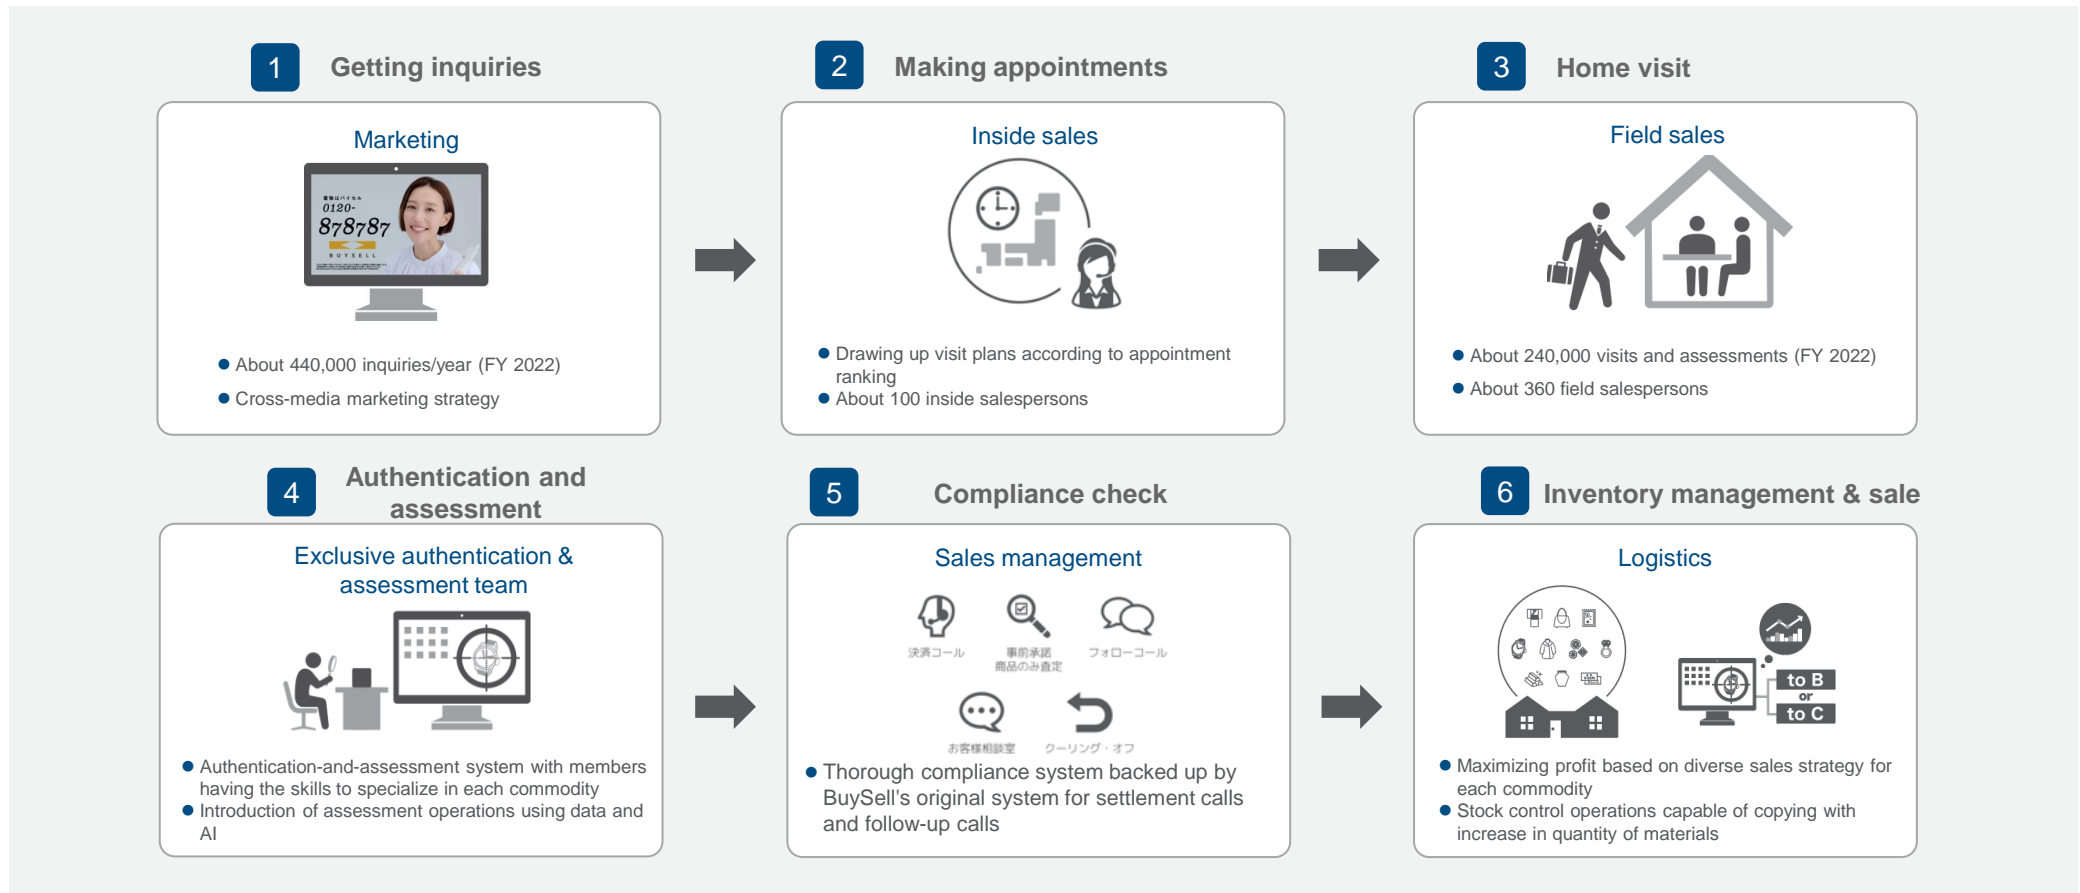 1 Getting inquiries
Marketing
着物はバイセル
0120-
878787
BUYSELL
About 440,000 inquiries/year (FY 2022)
Cross-media marketing strategy
2 Making appointments
Inside sales
Drawing up visit plans according to appointment
ranking
About 100 inside salespersons
3 Home visit
Field sales
About 240,000 visits and assessments (FY 2022)
About 360 field salespersons
4 Authentication and
assessment
Exclusive authentication &
assessment team
Authentication-and-assessment system with members
having the skills to specialize in each commodity
Introduction of assessment operations using data and
AI
5 Compliance check
Sales management
決済コール
事前承諾
商品のみ査定
フォローコール
お客様相談室
クーリング・オフ
Thorough compliance system backed up by
BuySell's original system for settlement calls
and follow-up calls
6 Inventory management & sale
Logistics
to B
or
to C
Maximizing profit based on diverse sales strategy for
each commodity
Stock control operations capable of copying with
increase in quantity of materials